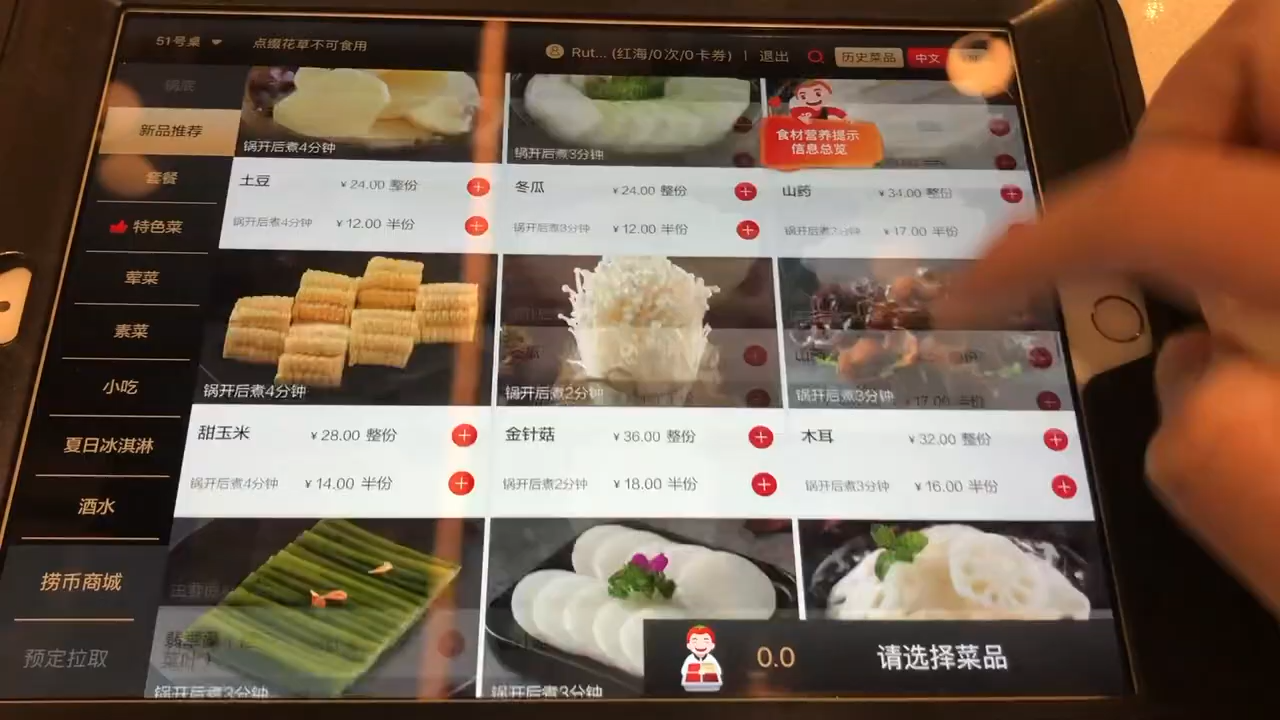 51号桌
点缀花草不可食用
Rut... (红海/0次/0卡券) | 退出
历史菜品
中文
锅底
新品推荐
套餐
特色菜
荤菜
素菜
小吃
夏日冰淇淋
酒水
捞币商城
预定拉取
锅开后煮4分钟
土豆 ¥24.00 整份
锅开后煮4分钟 ¥12.00 半份
锅开后煮3分钟
冬瓜 ¥24.00 整份
锅开后煮3分钟 ¥12.00 半份
食材营养提示
信息总览
山药 ¥34.00 整份
锅开后煮3分钟 ¥17.00 半份
锅开后煮4分钟
甜玉米 ¥28.00 整份
锅开后煮4分钟 ¥14.00 半份
锅开后煮2分钟
金针菇 ¥36.00 整份
锅开后煮2分钟 ¥18.00 半份
锅开后煮3分钟
木耳 ¥32.00 整份
锅开后煮3分钟 ¥16.00 半份
锅开后煮3分钟
锅开后煮3分钟
0.0
请选择菜品